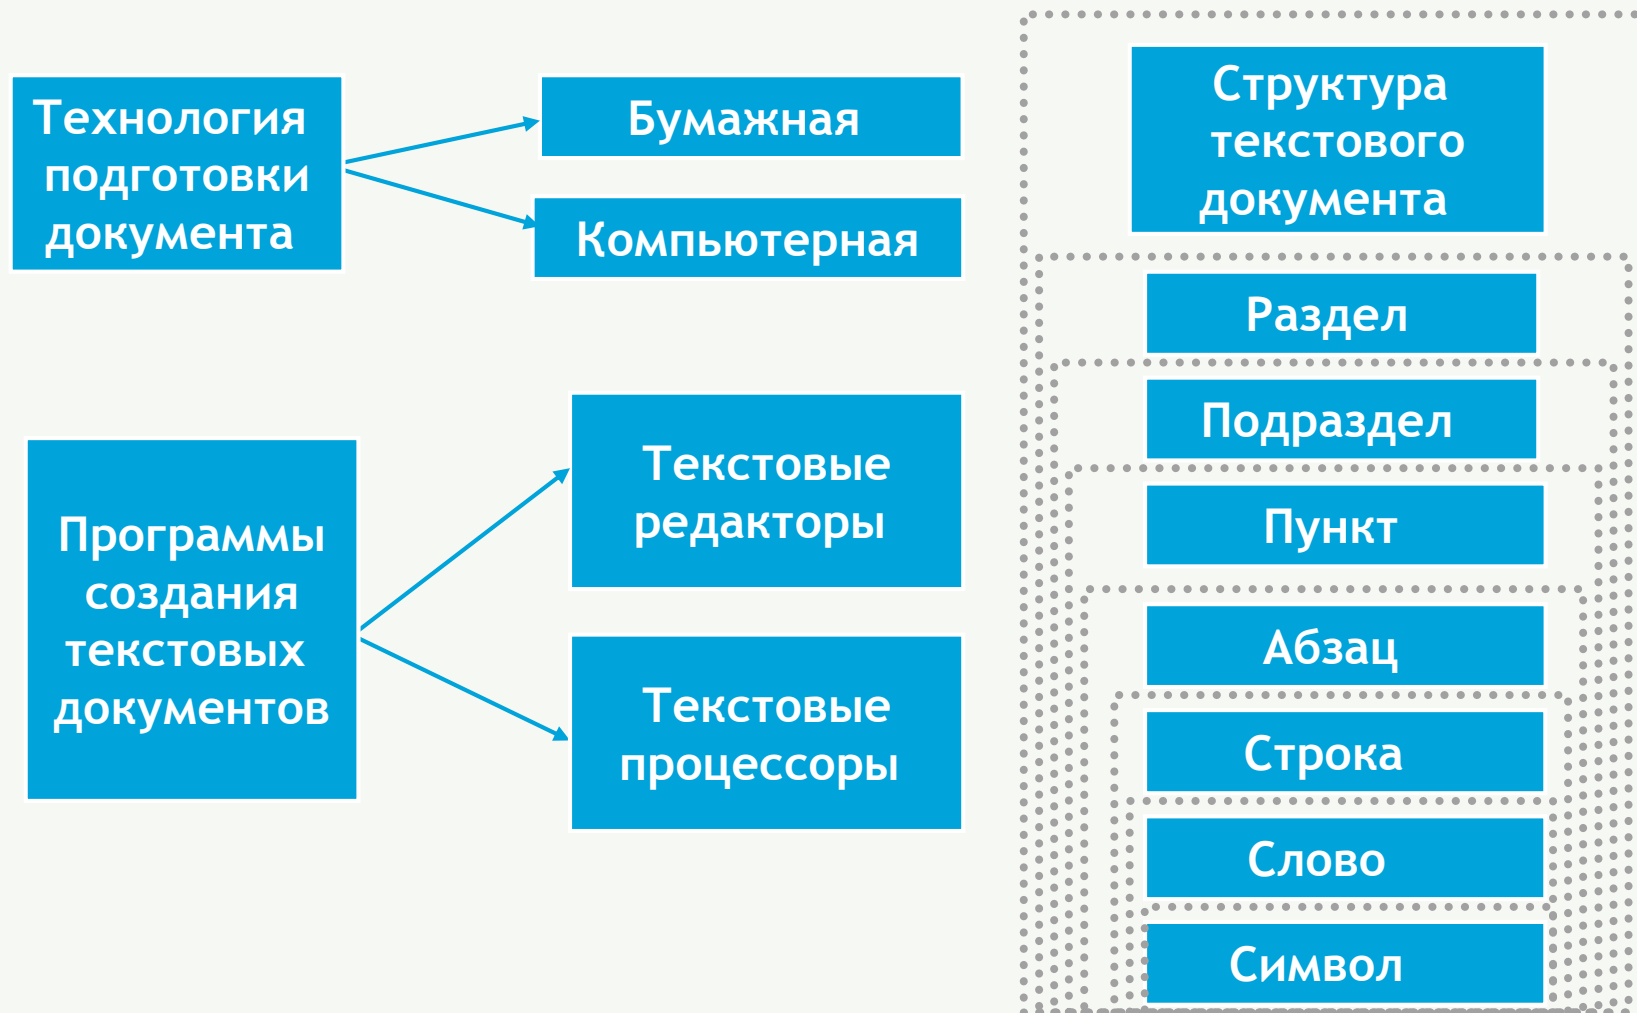 Технология
подготовки
документа
Бумажная
Компьютерная
Программы
создания
текстовых
документов
Текстовые
редакторы
Текстовые
процессоры
Структура
текстового
документа
Раздел
Подраздел
Пункт
Абзац
Строка
Слово
Символ